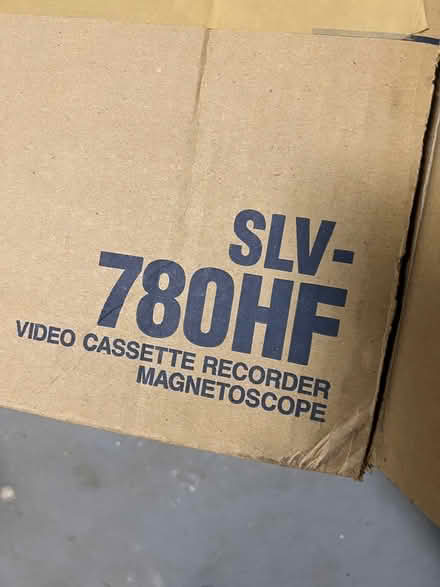 SLV-
780HF
VIDEO CASSETTE RECORDER
MAGNETOSCOPE